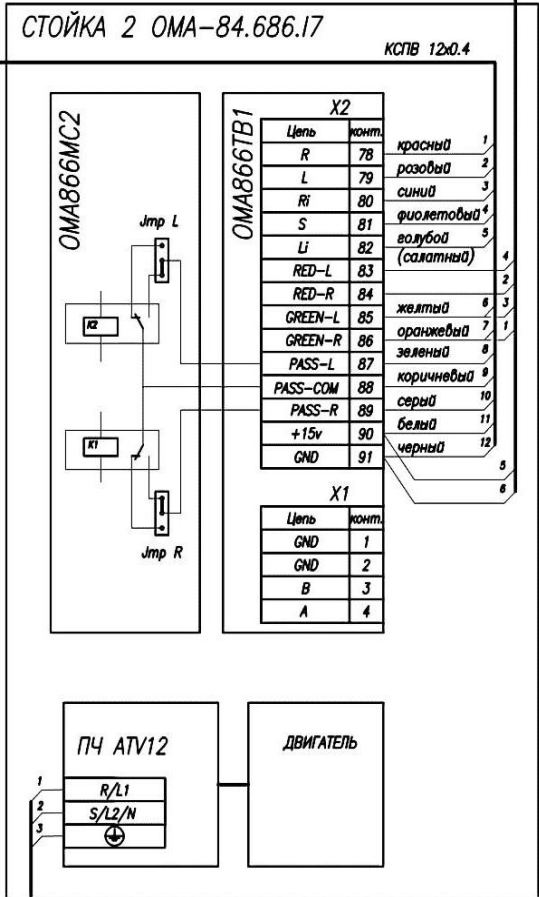 СТОЙКА 2 ОМА-84.686.17
КСПВ 12x0.4
ОМА866МС2
Jmp L
K2
K1
Jmp R
ОМА866ТВ1
X2
Цепь конт.
R 78 красный 1
L 79 розовый 2
Ri 80 синий 3
S 81 фиолетовый 4
Li 82 голубой 5
(салатный)
RED-L 83 4
RED-R 84 2
GREEN-L 85 желтый 6 3
GREEN-R 86 оранжевый 7 1
PASS-L 87 зеленый 8
PASS-COM 88 коричневый 9
PASS-R 89 серый 10
+15v 90 белый 11
GND 91 черный 12
5
6
X1
Цепь конт.
GND 1
GND 2
B 3
A 4
ПЧ ATV12
1 R/L1
2 S/L2/N
3
ДВИГАТЕЛЬ